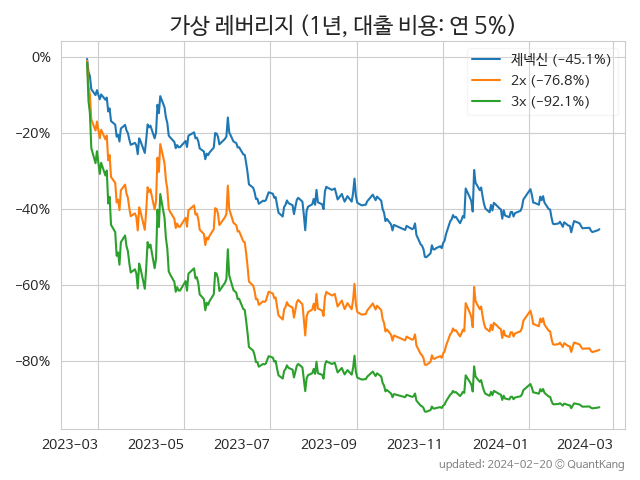 가상 레버리지 (1년, 대출 비용: 연 5%)
제넥신 (−45.1%)
2x (−76.8%)
3x (−92.1%)
0%
−20%
−40%
−60%
−80%
2023-03 2023-05 2023-07 2023-09 2023-11 2024-01 2024-03
updated: 2024-02-20 © QuantKang